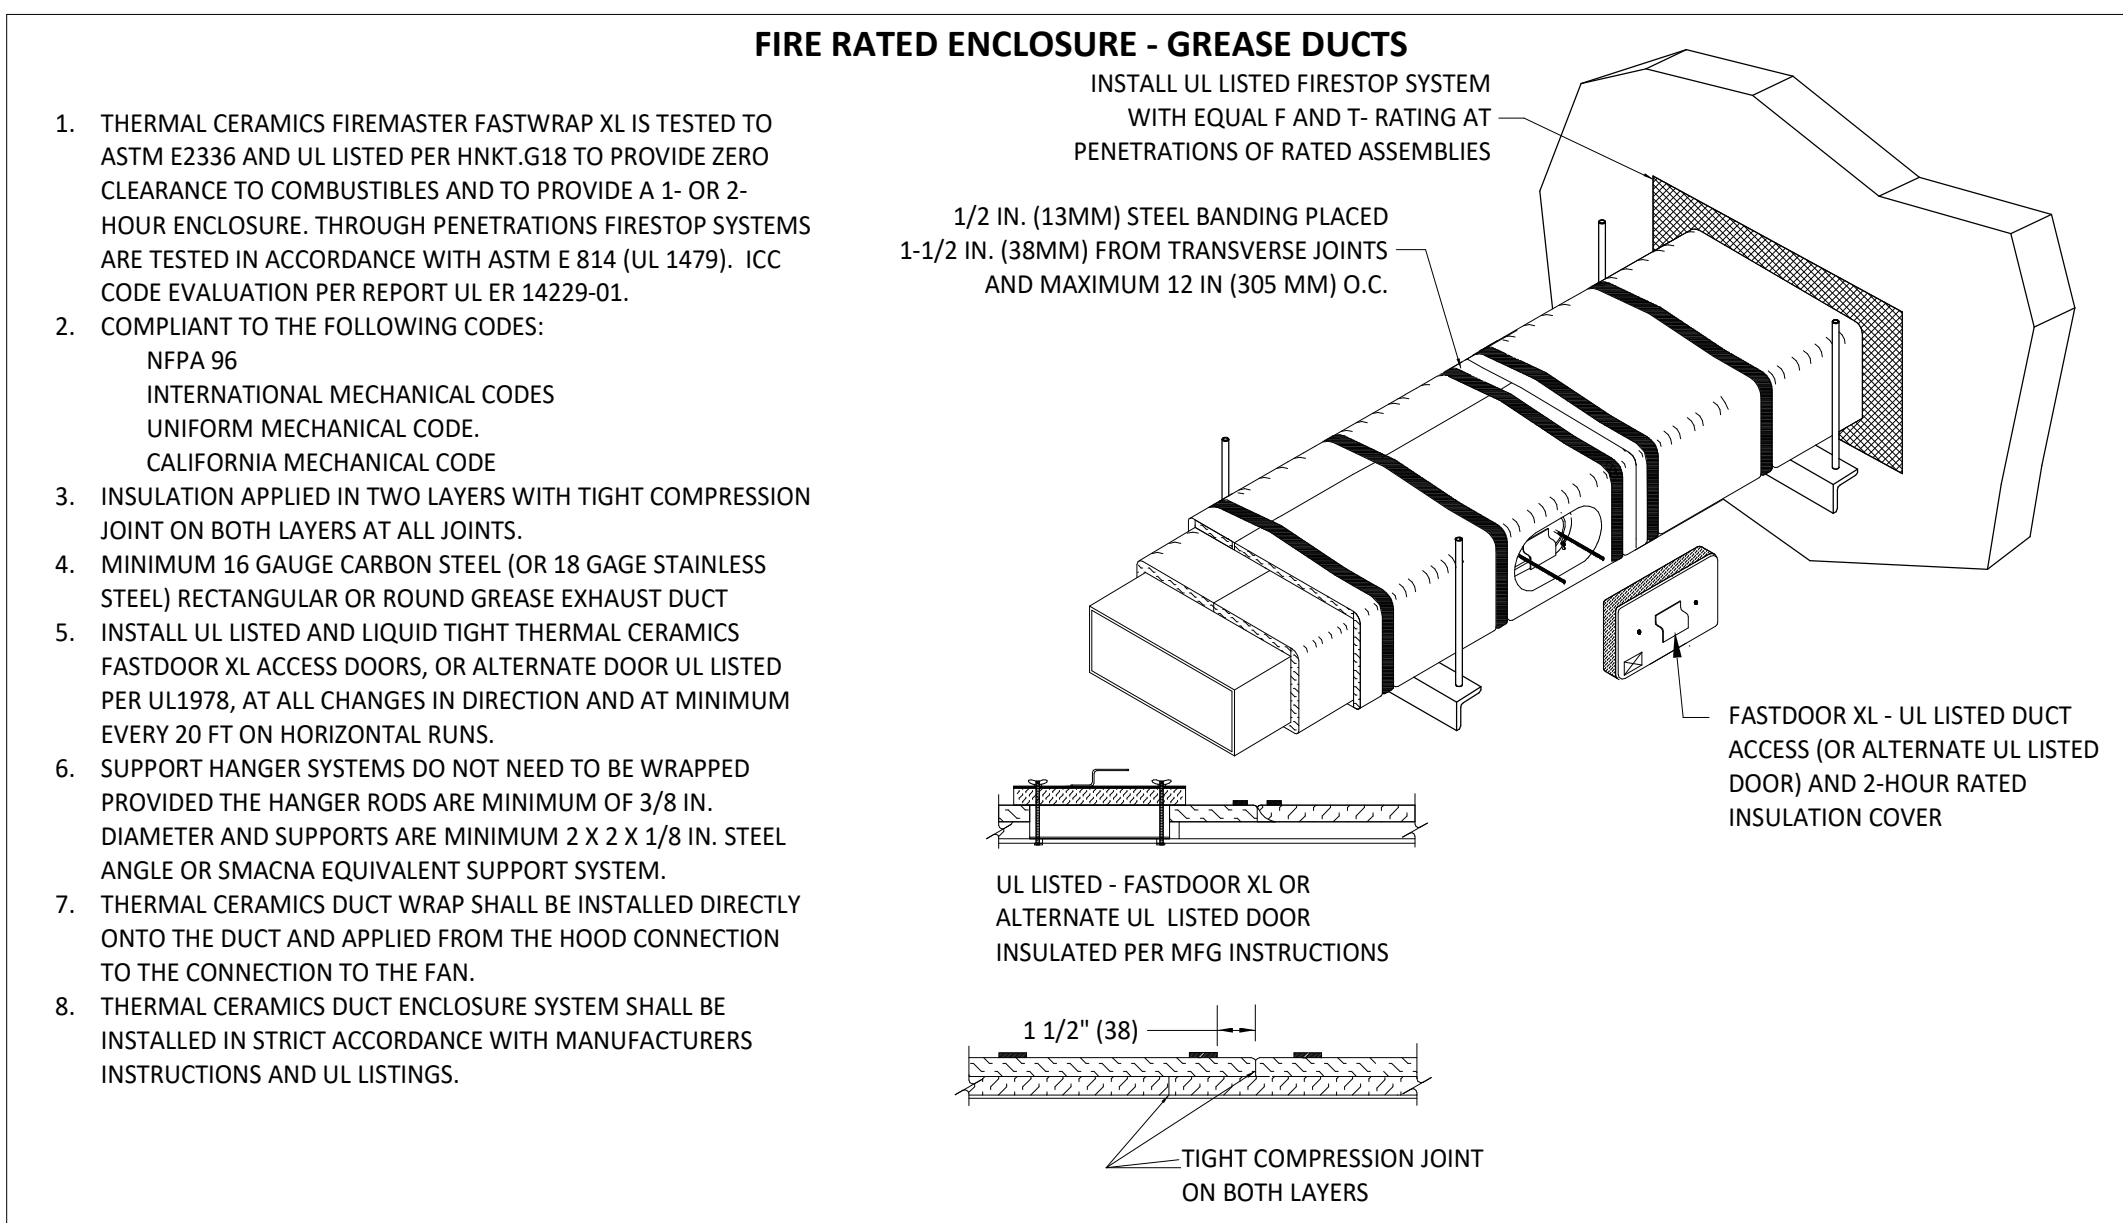 FIRE RATED ENCLOSURE - GREASE DUCTS
1. THERMAL CERAMICS FIREMASTER FASTWRAP XL IS TESTED TO
ASTM E2336 AND UL LISTED PER HNKT.G18 TO PROVIDE ZERO
CLEARANCE TO COMBUSTIBLES AND TO PROVIDE A 1- OR 2-
HOUR ENCLOSURE. THROUGH PENETRATIONS FIRESTOP SYSTEMS
ARE TESTED IN ACCORDANCE WITH ASTM E 814 (UL 1479).  ICC
CODE EVALUATION PER REPORT UL ER 14229-01.
2. COMPLIANT TO THE FOLLOWING CODES:
NFPA 96
INTERNATIONAL MECHANICAL CODES
UNIFORM MECHANICAL CODE.
CALIFORNIA MECHANICAL CODE
3. INSULATION APPLIED IN TWO LAYERS WITH TIGHT COMPRESSION
JOINT ON BOTH LAYERS AT ALL JOINTS.
4. MINIMUM 16 GAUGE CARBON STEEL (OR 18 GAGE STAINLESS
STEEL) RECTANGULAR OR ROUND GREASE EXHAUST DUCT
5. INSTALL UL LISTED AND LIQUID TIGHT THERMAL CERAMICS
FASTDOOR XL ACCESS DOORS, OR ALTERNATE DOOR UL LISTED
PER UL1978, AT ALL CHANGES IN DIRECTION AND AT MINIMUM
EVERY 20 FT ON HORIZONTAL RUNS.
6. SUPPORT HANGER SYSTEMS DO NOT NEED TO BE WRAPPED
PROVIDED THE HANGER RODS ARE MINIMUM OF 3/8 IN.
DIAMETER AND SUPPORTS ARE MINIMUM 2 X 2 X 1/8 IN. STEEL
ANGLE OR SMACNA EQUIVALENT SUPPORT SYSTEM.
7. THERMAL CERAMICS DUCT WRAP SHALL BE INSTALLED DIRECTLY
ONTO THE DUCT AND APPLIED FROM THE HOOD CONNECTION
TO THE CONNECTION TO THE FAN.
8. THERMAL CERAMICS DUCT ENCLOSURE SYSTEM SHALL BE
INSTALLED IN STRICT ACCORDANCE WITH MANUFACTURERS
INSTRUCTIONS AND UL LISTINGS.
INSTALL UL LISTED FIRESTOP SYSTEM
WITH EQUAL F AND T- RATING AT
PENETRATIONS OF RATED ASSEMBLIES
1/2 IN. (13MM) STEEL BANDING PLACED
1-1/2 IN. (38MM) FROM TRANSVERSE JOINTS
AND MAXIMUM 12 IN (305 MM) O.C.
FASTDOOR XL - UL LISTED DUCT
ACCESS (OR ALTERNATE UL LISTED
DOOR) AND 2-HOUR RATED
INSULATION COVER
UL LISTED - FASTDOOR XL OR
ALTERNATE UL  LISTED DOOR
INSULATED PER MFG INSTRUCTIONS
1 1/2" (38)
TIGHT COMPRESSION JOINT
ON BOTH LAYERS